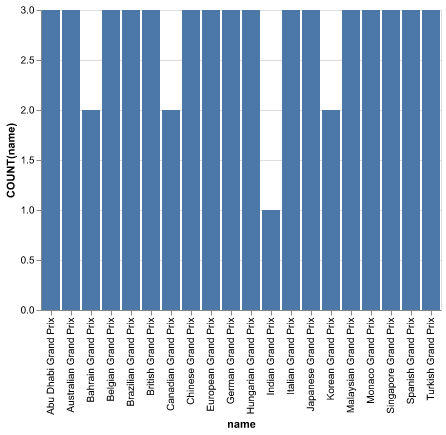 3.0
2.5
2.0
1.5
1.0
0.5
0.0
COUNT(name)
Abu Dhabi Grand Prix
Australian Grand Prix
Bahrain Grand Prix
Belgian Grand Prix
Brazilian Grand Prix
British Grand Prix
Canadian Grand Prix
Chinese Grand Prix
European Grand Prix
German Grand Prix
Hungarian Grand Prix
Indian Grand Prix
Italian Grand Prix
Japanese Grand Prix
Korean Grand Prix
Malaysian Grand Prix
Monaco Grand Prix
Singapore Grand Prix
Spanish Grand Prix
Turkish Grand Prix
name